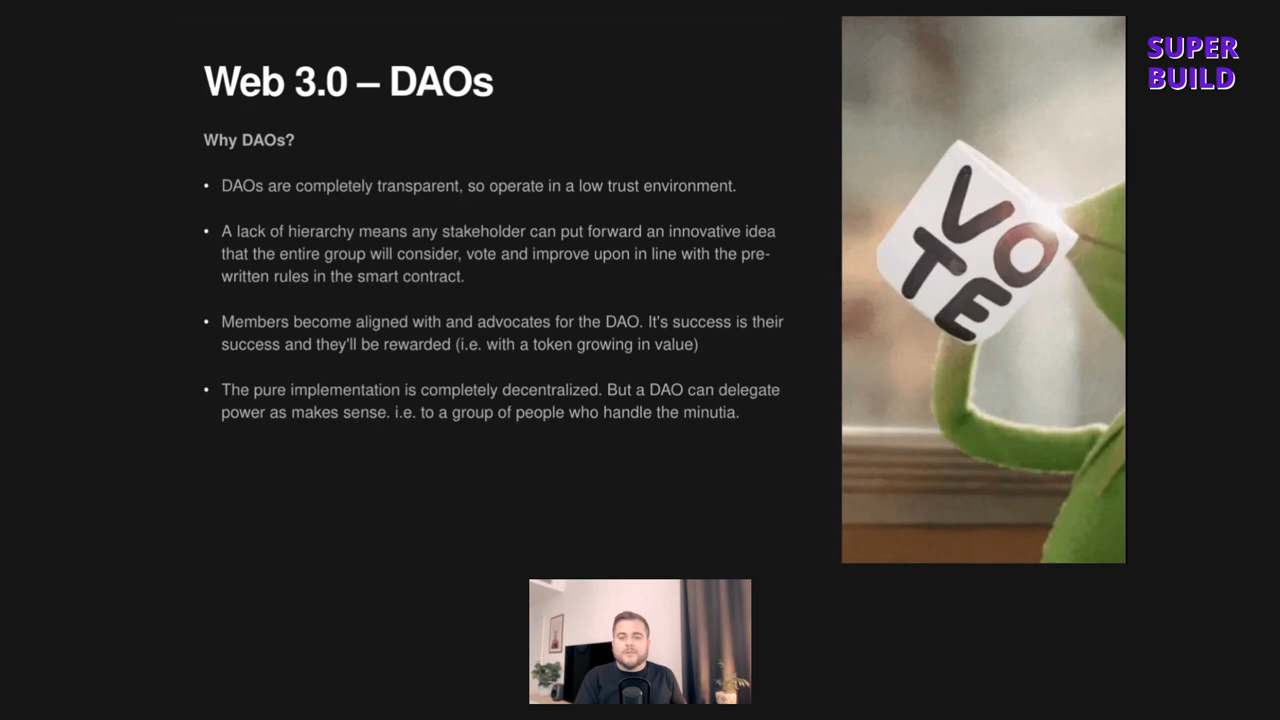 Web 3.0 – DAOs
Why DAOs?
• DAOs are completely transparent, so operate in a low trust environment.
• A lack of hierarchy means any stakeholder can put forward an innovative idea
that the entire group will consider, vote and improve upon in line with the pre-
written rules in the smart contract.
• Members become aligned with and advocates for the DAO. It's success is their
success and they'll be rewarded (i.e. with a token growing in value)
• The pure implementation is completely decentralized. But a DAO can delegate
power as makes sense. i.e. to a group of people who handle the minutia.
VO
TE
SUPER
BUILD